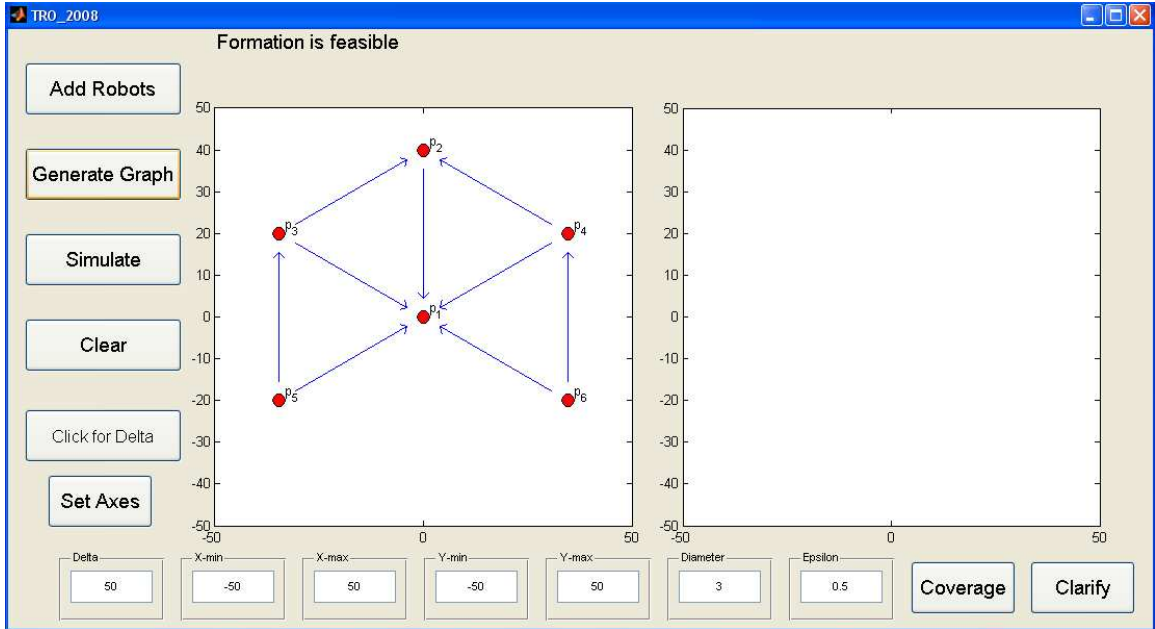 TRO_2008
Formation is feasible
Add Robots
Generate Graph
Simulate
Clear
Click for Delta
Set Axes
50
40
30
20
10
0
-10
-20
-30
-40
-50
-50
0
50
p2
p3
p4
p1
p5
p6
50
40
30
20
10
0
-10
-20
-30
-40
-50
-50
0
50
Delta
50
X-min
-50
X-max
50
Y-min
-50
Y-max
50
Diameter
3
Epsilon
0.5
Coverage
Clarify